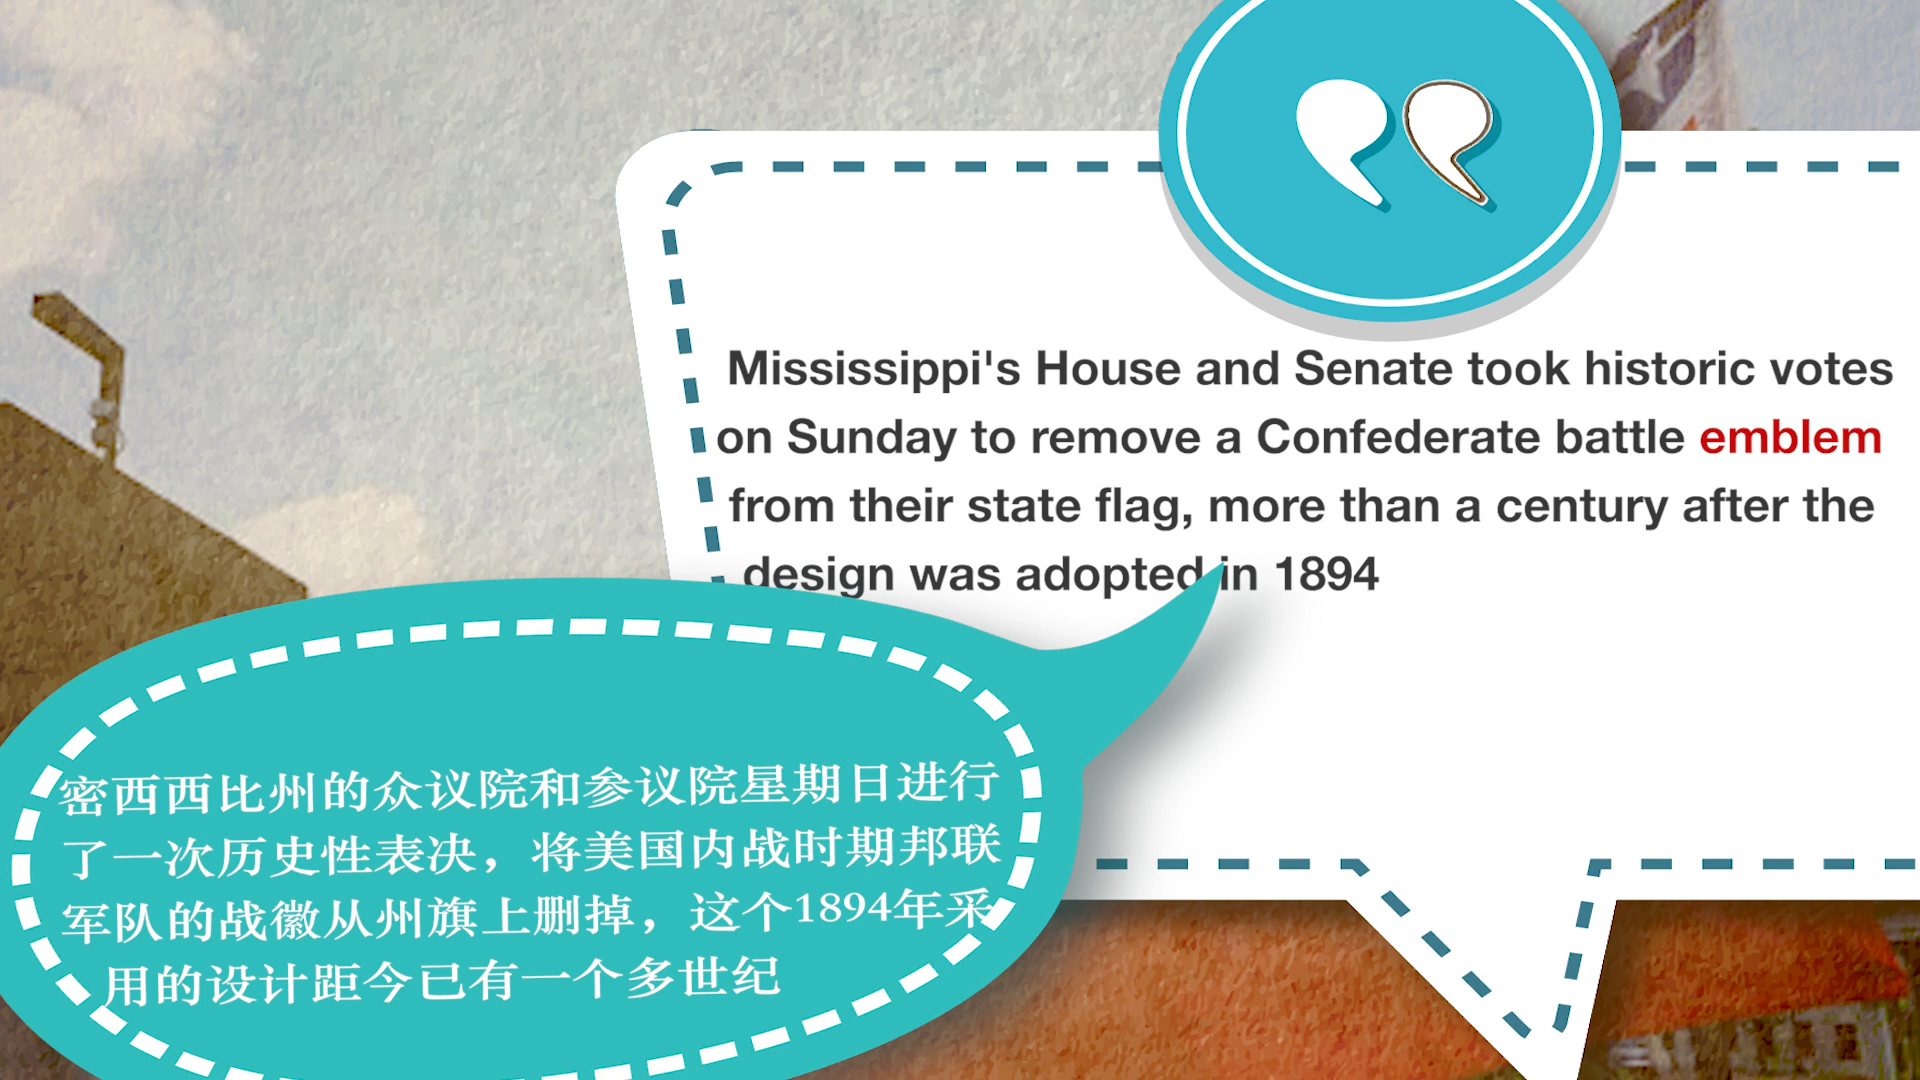 Mississippi's House and Senate took historic votes
on Sunday to remove a Confederate battle emblem
from their state flag, more than a century after the
design was adopted in 1894
密西西比州的众议院和参议院星期日进行
了一次历史性表决，将美国内战时期邦联
军队的战徽从州旗上删掉，这个1894年采
用的设计距今已有一个多世纪